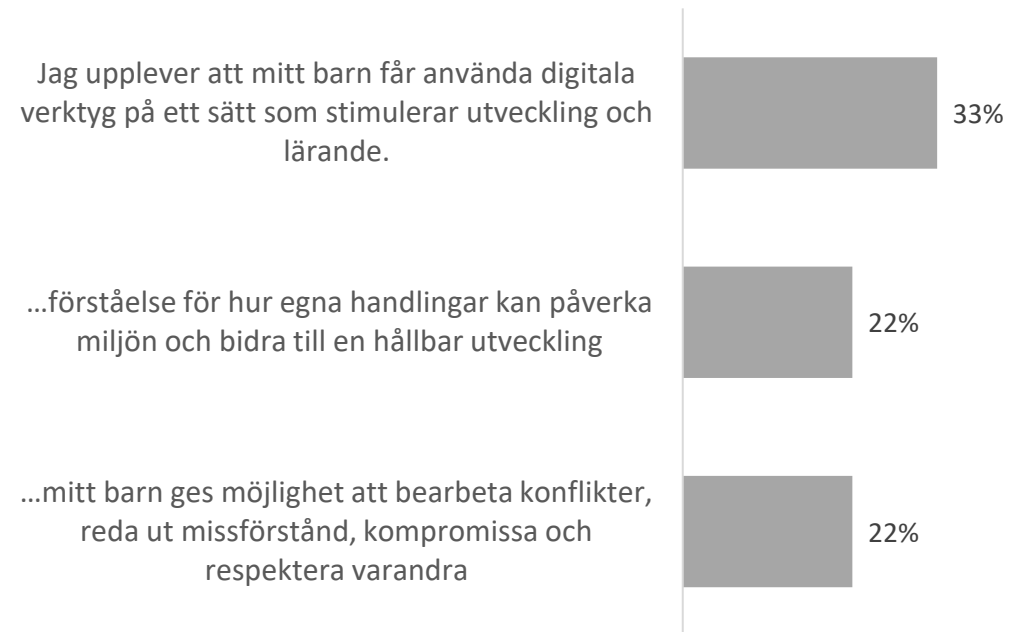 Jag upplever att mitt barn får använda digitala
verktyg på ett sätt som stimulerar utveckling och
lärande.
33%
…förståelse för hur egna handlingar kan påverka
miljön och bidra till en hållbar utveckling
22%
…mitt barn ges möjlighet att bearbeta konflikter,
reda ut missförstånd, kompromissa och
respektera varandra
22%